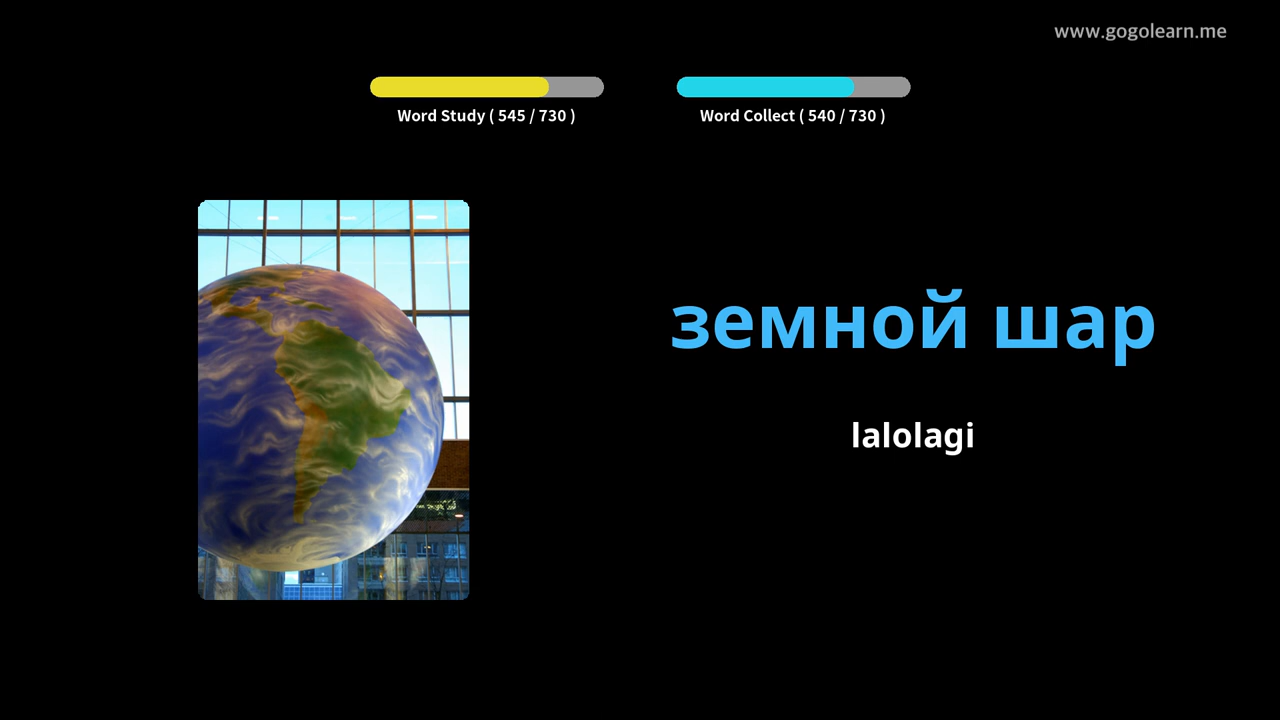 www.gogolearn.me
Word Study ( 545 / 730 )
Word Collect ( 540 / 730 )
земной шар
lalolagi